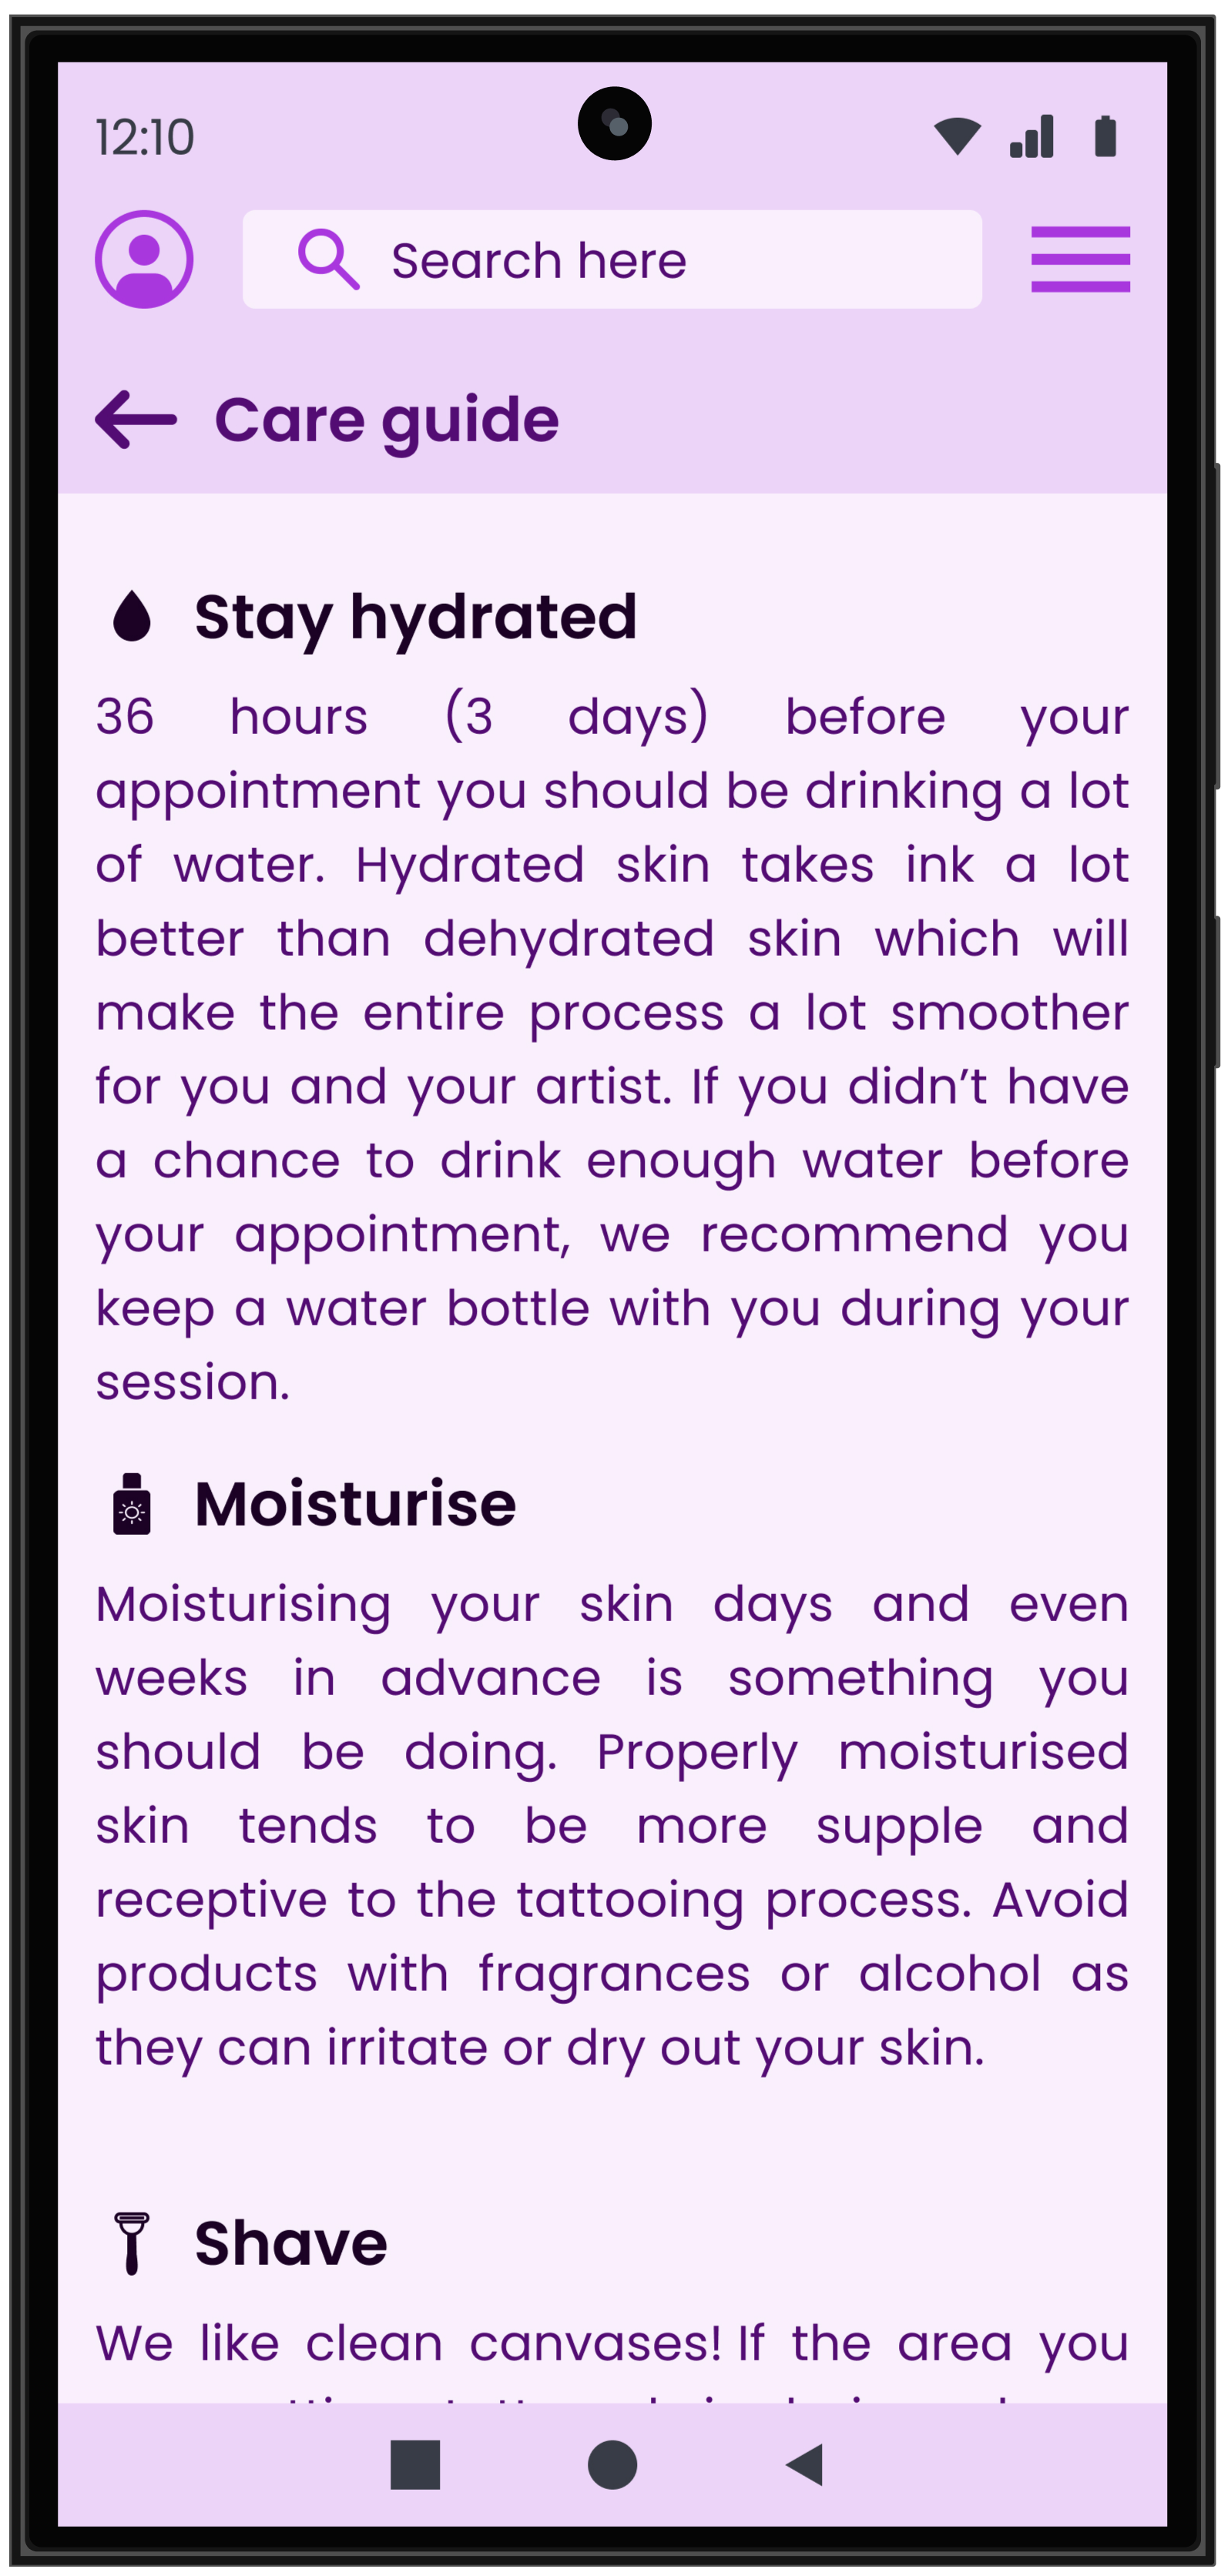 12:10
Search here
Care guide
Stay hydrated
36 hours (3 days) before your
appointment you should be drinking a lot
of water. Hydrated skin takes ink a lot
better than dehydrated skin which will
make the entire process a lot smoother
for you and your artist. If you didn’t have
a chance to drink enough water before
your appointment, we recommend you
keep a water bottle with you during your
session.
Moisturise
Moisturising your skin days and even
weeks in advance is something you
should be doing. Properly moisturised
skin tends to be more supple and
receptive to the tattooing process. Avoid
products with fragrances or alcohol as
they can irritate or dry out your skin.
Shave
We like clean canvases! If the area you